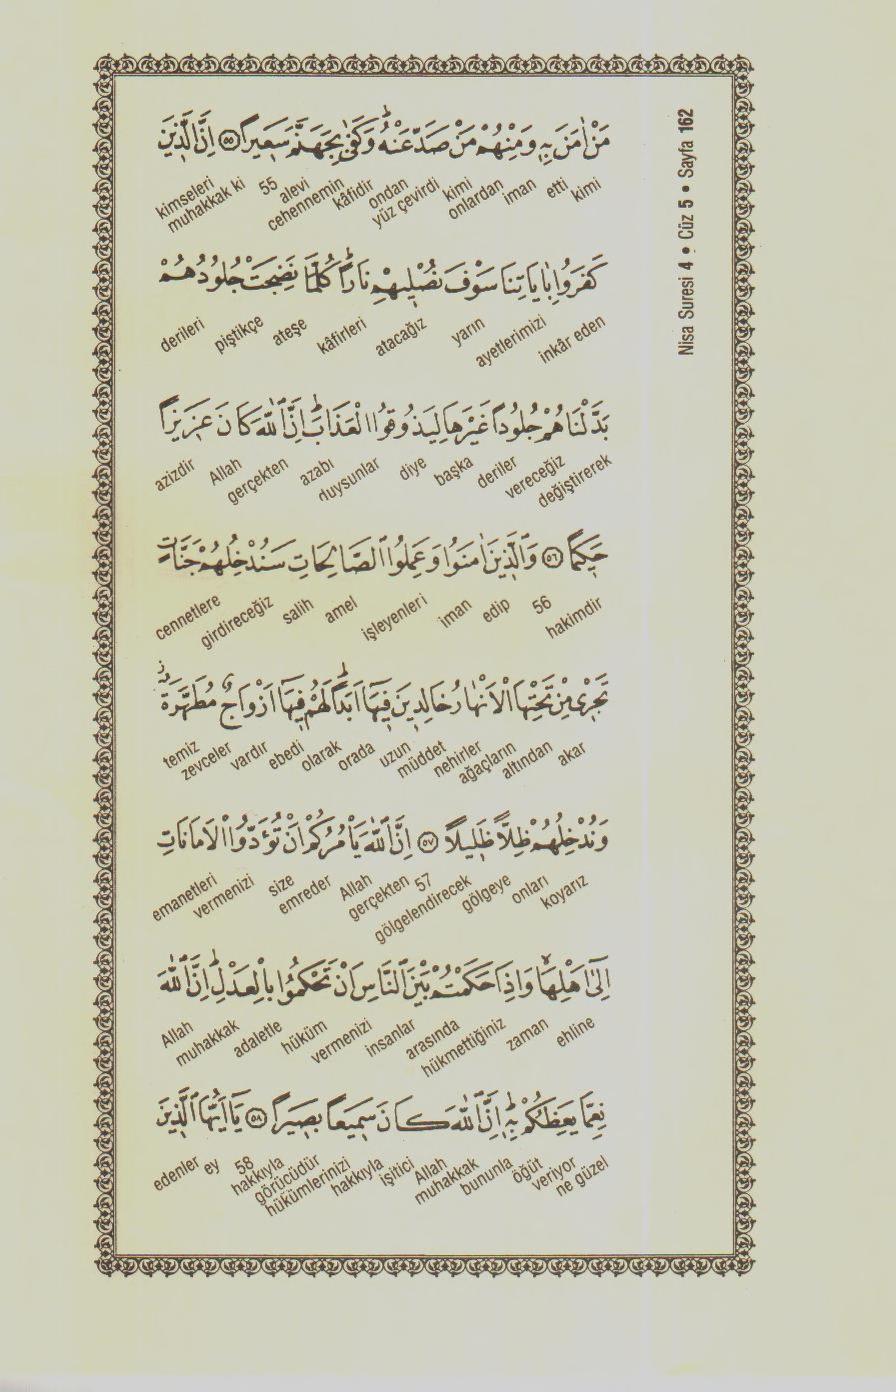 Nisa Suresi 4 • Cüz 5 • Sayfa 162
مَنْ اٰمَنَ بِه۪ وَمِنْهُمْ مَنْ صَدَّ عَنْهُۜ وَكَفٰى بِجَهَنَّمَ سَع۪يراً ﴿٥٥﴾ اِنَّ الَّذ۪ينَ
kimi etti iman onlardan kimi yüz çevirdi ondan kâfidir cehennemin alevi 55 muhakkak ki kimseleri
كَفَرُوا بِاٰيَاتِنَا سَوْفَ نُصْل۪يهِمْ نَاراًۜ كُلَّمَا نَضِجَتْ جُلُودُهُمْ
inkâr eden ayetlerimizi yarın atacağız kâfirleri ateşe piştikçe derileri
بَدَّلْنَاهُمْ جُلُوداً غَيْرَهَا لِيَذُوقُوا الْعَذَابَۜ اِنَّ اللّٰهَ كَانَ عَز۪يزاً
değiştirerek vereceğiz deriler başka diye duysunlar azabı gerçekten Allah azizdir
حَك۪يماً ﴿٥٦﴾ وَالَّذ۪ينَ اٰمَنُوا وَعَمِلُوا الصَّالِحَاتِ سَنُدْخِلُهُمْ جَنَّاتٍ
hakimdir 56 edip iman işleyenleri amel salih girdireceğiz cennetlere
تَجْر۪ي مِنْ تَحْتِهَا الْاَنْهَارُ خَالِد۪ينَ ف۪يهَٓا اَبَداًۜ لَهُمْ ف۪يهَٓا اَزْوَاجٌ مُطَهَّرَةٌۘ
akar altından ağaçların nehirler müddet uzun orada olarak ebedi vardır zevceler temiz
وَنُدْخِلُهُمْ ظِلاًّ ظَل۪يلاً ﴿٥٧﴾ اِنَّ اللّٰهَ يَأْمُرُكُمْ اَنْ تُؤَدُّوا الْاَمَانَاتِ
koyarız onları gölgeye gölgelendirecek 57 gerçekten Allah emreder size vermenizi emanetleri
اِلٰٓى اَهْلِهَاۙ وَاِذَا حَكَمْتُمْ بَيْنَ النَّاسِ اَنْ تَحْكُمُوا بِالْعَدْلِۜ اِنَّ اللّٰهَ
ehline zaman hükmettiğiniz arasında insanlar vermenizi hüküm adaletle muhakkak Allah
نِعِمَّا يَعِظُكُمْ بِه۪ۜ اِنَّ اللّٰهَ كَانَ سَم۪يعاً بَص۪يراً ﴿٥٨﴾ يَٓا اَيُّهَا الَّذ۪ينَ
ne güzel veriyor öğüt bununla muhakkak Allah işitici hakkıyla hükümlerinizi görücüdür hakkıyla 58 ey edenler